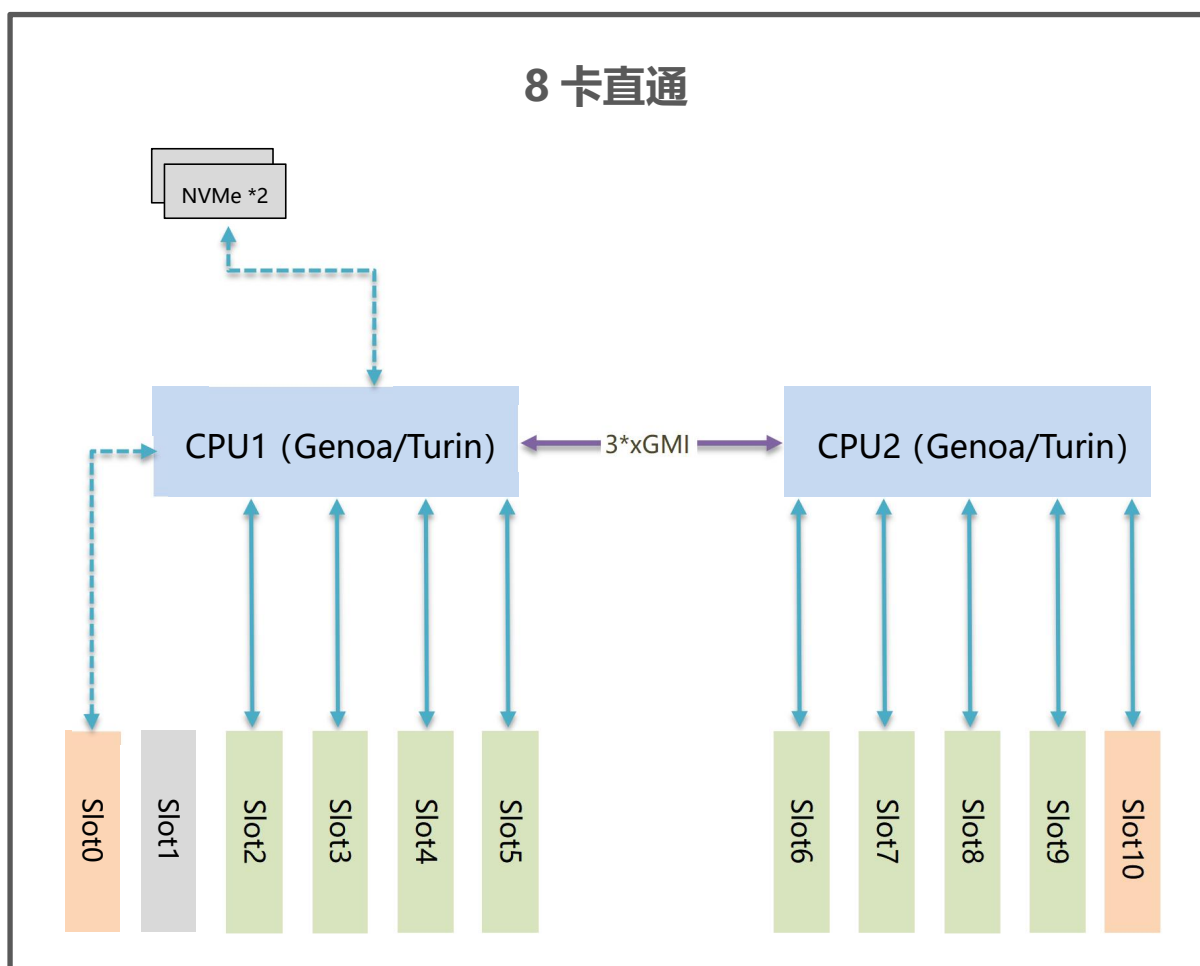 8 卡直通
NVMe *2
CPU1 (Genoa/Turin)
3*xGMI
CPU2 (Genoa/Turin)
Slot0
Slot1
Slot2
Slot3
Slot4
Slot5
Slot6
Slot7
Slot8
Slot9
Slot10